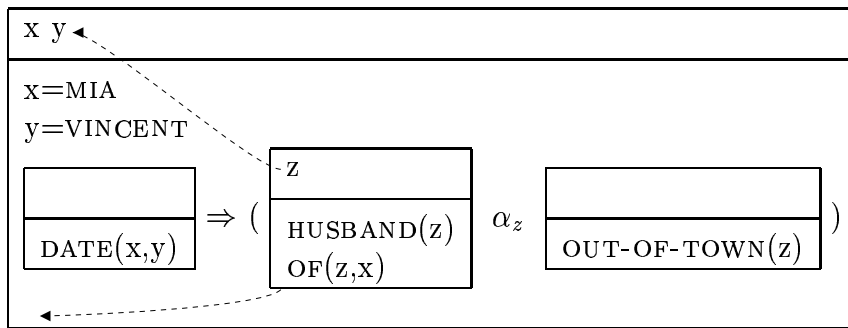 x y
x=MIA
y=VINCENT
z
DATE(x,y) ⇒ ( HUSBAND(z) α_z OUT-OF-TOWN(z) )
OF(z,x)